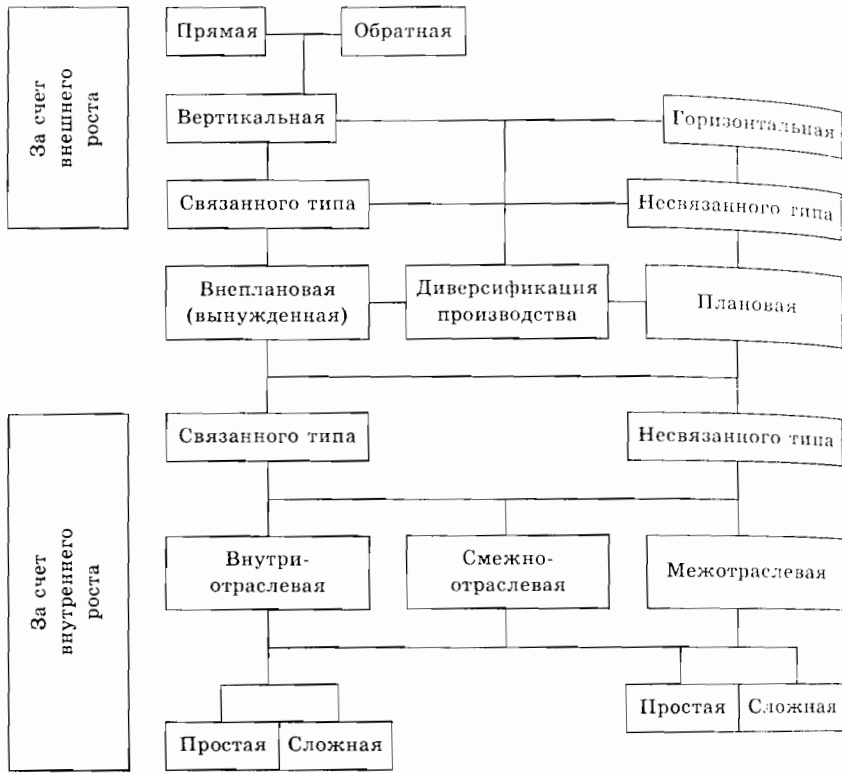 За счет
внешнего
роста
Прямая
Обратная
Вертикальная
Горизонтальная
Связанного типа
Несвязанного типа
Внеплановая
(вынужденная)
Диверсификация
производства
Плановая
За счет
внутреннего
роста
Связанного типа
Несвязанного типа
Внутри-
отраслевая
Смежно-
отраслевая
Межотраслевая
Простая
Сложная
Простая
Сложная